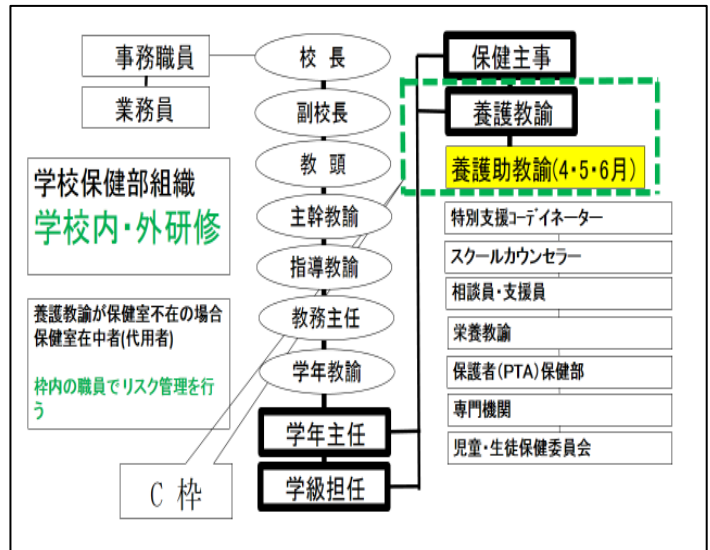 事務職員
業務員
学校保健部組織
学校内・外研修
養護教諭が保健室不在の場合
保健室在中者(代用者)
枠内の職員でリスク管理を行
う
C 枠
校 長
副校長
教 頭
主幹教諭
指導教諭
教務主任
学年教諭
学年主任
学級担任
保健主事
養護教諭
養護助教諭(4・5・6月)
特別支援コーデイネーター
スクールカウンセラー
相談員・支援員
栄養教諭
保護者(PTA)保健部
専門機関
児童・生徒保健委員会